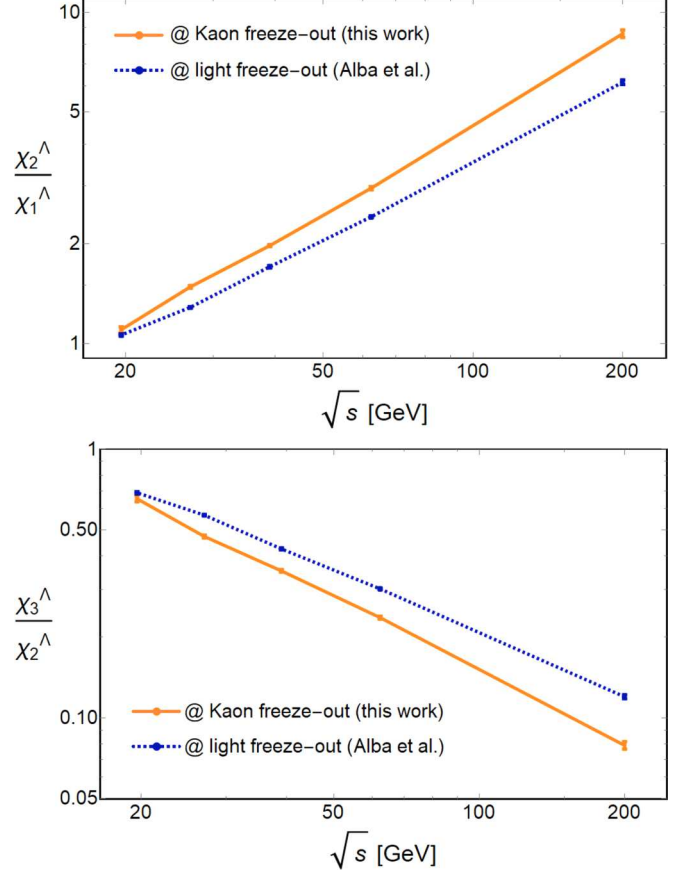 10
@ Kaon freeze-out (this work)
@ light freeze-out (Alba et al.)
5
χ2^Λ
χ1^Λ
2
1
20 50 100 200
√s [GeV]
1
0.50
χ3^Λ
χ2^Λ
@ Kaon freeze-out (this work)
0.10
@ light freeze-out (Alba et al.)
0.05
20 50 100 200
√s [GeV]